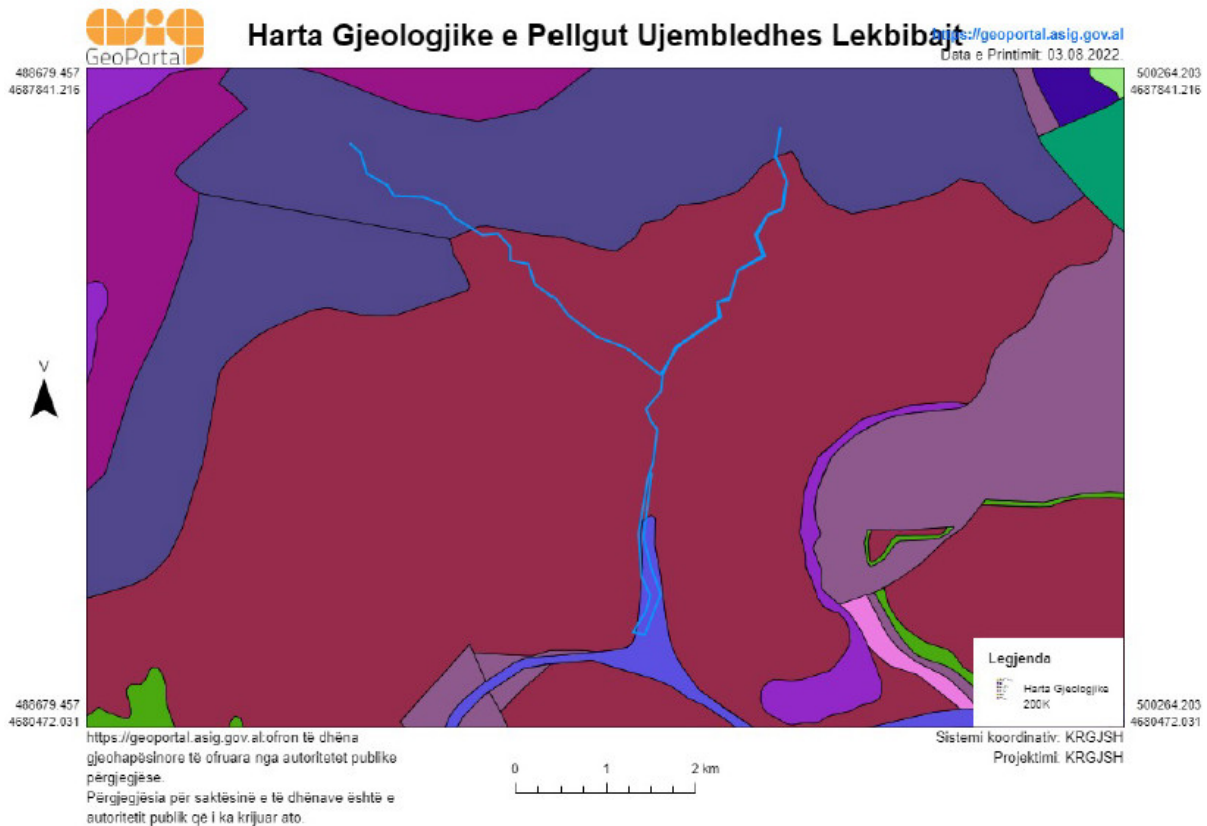 asig
GeoPortal
Harta Gjeologjike e Pellgut Ujembledhes Lekbibajt
https://geoportal.asig.gov.al
Data e Printimit: 03.08.2022.
488679.457
4687841.216
500264.203
4687841.216
V
Legjenda
Harta Gjeologjike
200K
488679.457
4680472.031
500264.203
4680472.031
https://geoportal.asig.gov.al:ofron të dhëna
gjeohapësinore të ofruara nga autoritetet publike
përgjegjëse.
Përgjegjësia për saktësinë e të dhënave është e
autoritetit publik që i ka krijuar ato.
0 1 2 km
Sistemi koordinativ: KRGJSH
Projektimi: KRGJSH